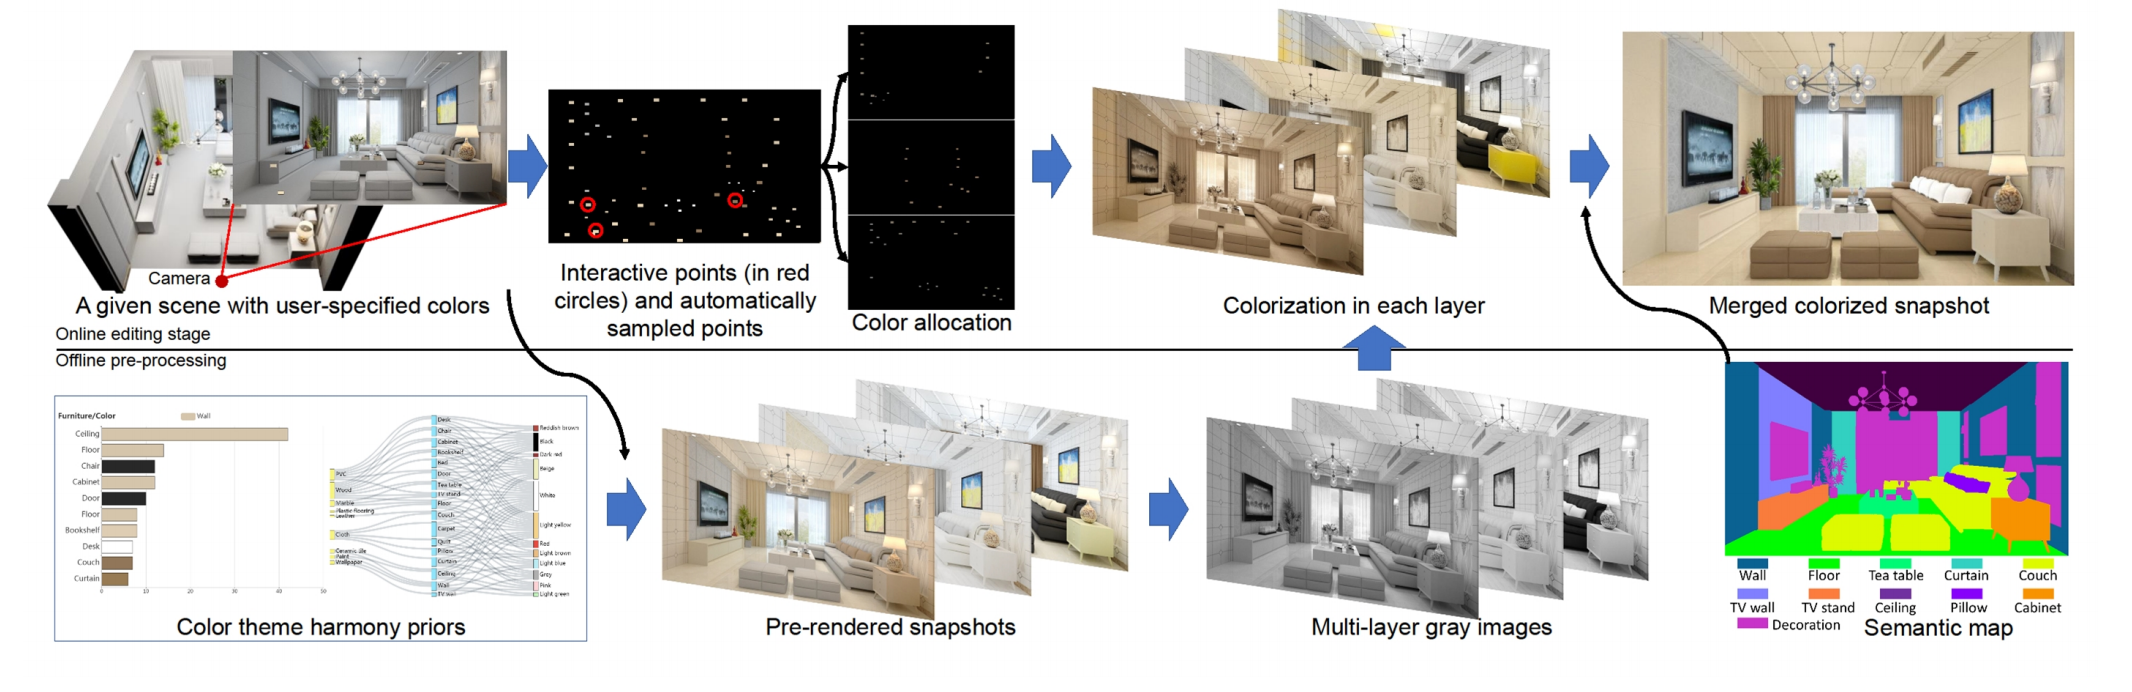 Camera
A given scene with user-specified colors
Interactive points (in red
circles) and automatically
sampled points
Color allocation
Colorization in each layer
Merged colorized snapshot
Online editing stage
Offline pre-processing
Furniture/Color
Wall
Ceiling
Floor
Chair
Cabinet
Door
Floor
Bookshelf
Desk
Couch
Curtain
0
10
20
30
40
50
PVC
Wood
Marble
Plastic flooring
Leather
Cloth
Ceramic tile
Paint
Wallpaper
Desk
Chair
Cabinet
Bookshelf
Bed
Door
Tea table
TV stand
Floor
Couch
Carpet
Quilt
Pillow
Curtain
Ceiling
Wall
TV wall
Reddish brown
Black
Dark red
Beige
White
Light yellow
Red
Light brown
Light blue
Grey
Pink
Light green
Color theme harmony priors
Pre-rendered snapshots
Multi-layer gray images
Wall
Floor
Tea table
Curtain
Couch
TV wall
TV stand
Ceiling
Pillow
Cabinet
Decoration
Semantic map